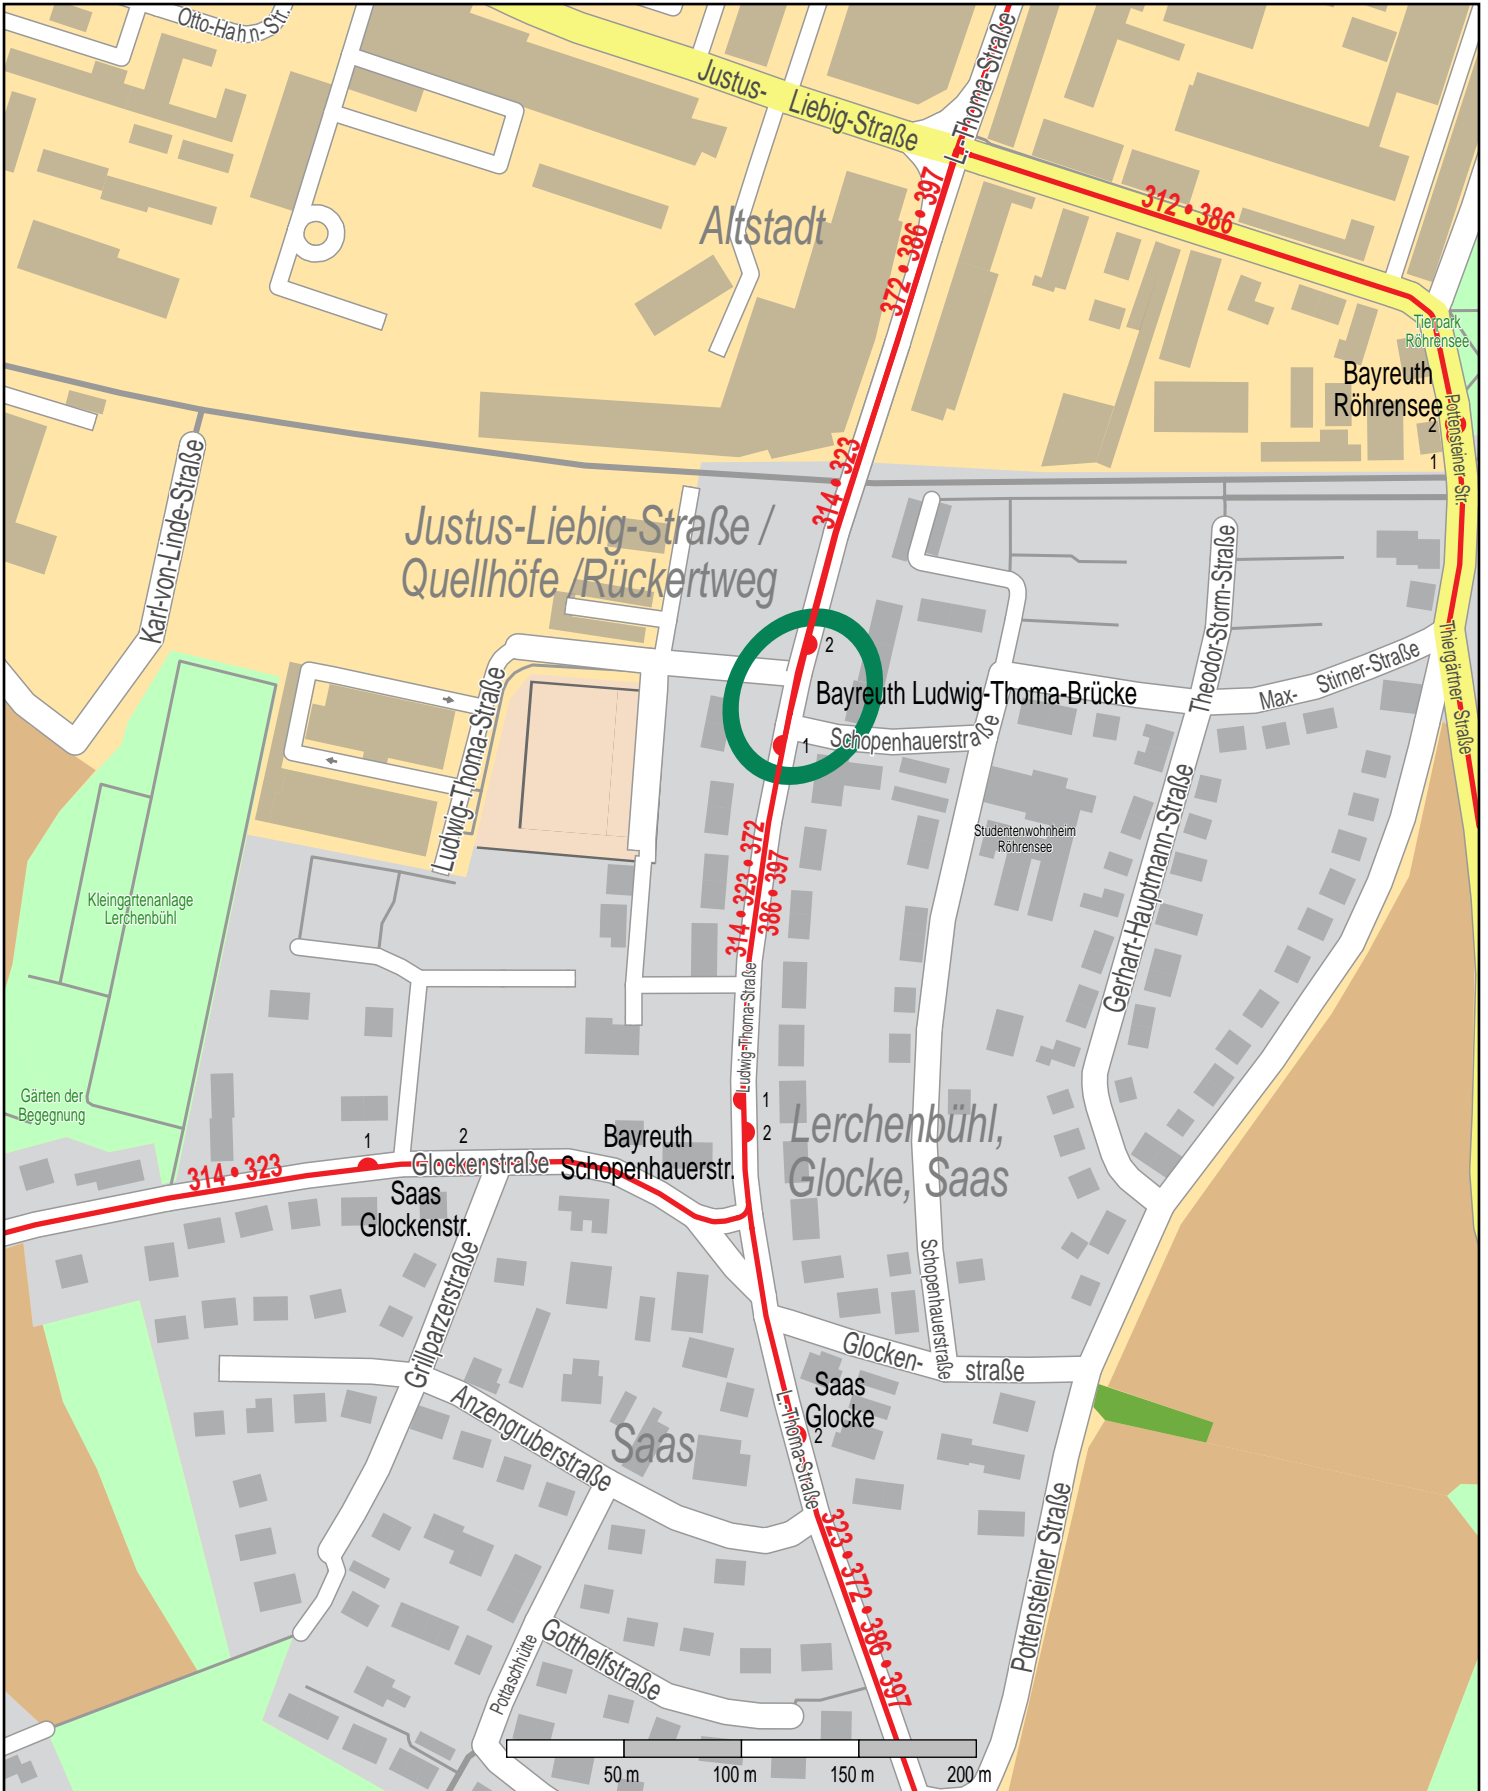 Otto-Hahn-Str.
Justus- Liebig-Straße
L.-Thoma-Straße
372 • 386 • 397
312 • 386
Altstadt
Tierpark
Röhrensee
Bayreuth
Röhrensee
2
1
Pottensteiner Str.
314 • 323
Karl-von-Linde-Straße
Justus-Liebig-Straße /
Quellhöfe /Rückertweg
Theodor-Storm-Straße
2
Bayreuth Ludwig-Thoma-Brücke
1
Schopenhauerstraße
Max- Stirner-Straße
Thiergärtner Straße
Ludwig-Thoma-Straße
Gerhart-Hauptmann-Straße
Studentenwohnheim
Röhrensee
314 • 323 • 372
386 • 397
Kleingartenanlage
Lerchenbühl
Ludwig-Thoma-Straße
Gärten der
Begegnung
1
2
Lerchenbühl,
Glocke, Saas
1
2
Bayreuth
Schopenhauerstr.
314 • 323
Glockenstraße
Saas
Glockenstr.
Grillparzerstraße
Schopenhauerstraße
Glocken- straße
Saas
Glocke
2
L.-Thoma-Straße
Anzengruberstraße
Saas
323 • 372 • 386 • 397
Pottensteiner Straße
Pottaschhütte
Gotthelfstraße
50 m
100 m
150 m
200 m